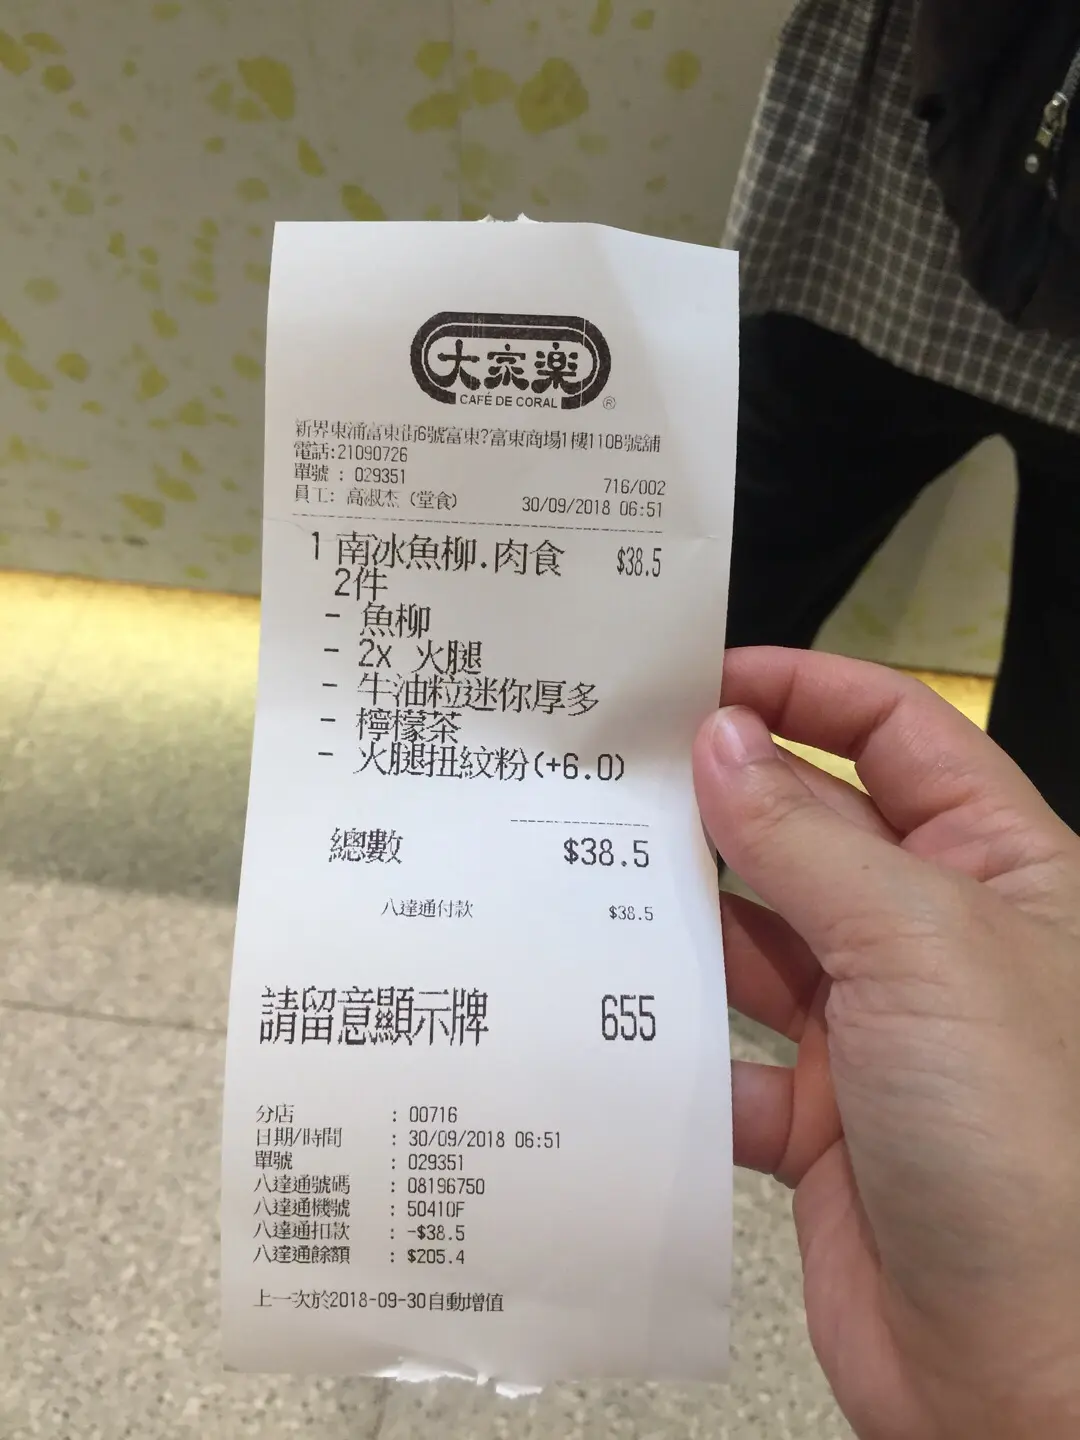 大家樂
CAFÉ DE CORAL ®
新界東涌富東街6號富東?富東商場1樓110B號舖
電話:21090726
單號 : 029351 716/002
員工: 高淑杰 (堂食) 30/09/2018 06:51
1 南冰魚柳.肉食 $38.5
2件
- 魚柳
- 2x 火腿
- 牛油粒迷你厚多
- 檸檬茶
- 火腿扭紋粉(+6.0)
總數 $38.5
八達通付款 $38.5
請留意顯示牌 655
分店 : 00716
日期/時間 : 30/09/2018 06:51
單號 : 029351
八達通號碼 : 08196750
八達通機號 : 50410F
八達通扣款 : -$38.5
八達通餘額 : $205.4
上一次於2018-09-30自動增值